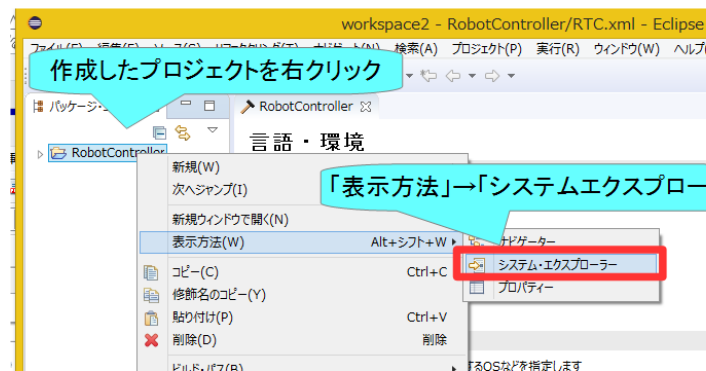 workspace2 - RobotController/RTC.xml - Eclipse
検索(A) プロジェクト(P) 実行(R) ウィンドウ(W)
作成したプロジェクトを右クリック
RobotController
RobotController
言語・環境
新規(W)
次へジャンプ(I)
「表示方法」→「システムエクスプロー
新規ウィンドウで開く(N)
表示方法(W) Alt+シフト+W
ナビゲーター
システム・エクスプローラー
プロパティー
コピー(C) Ctrl+C
修飾名のコピー(Y)
貼り付け(P) Ctrl+V
削除(D) 削除
ビルド・パス(B)
するOSなどを指定します